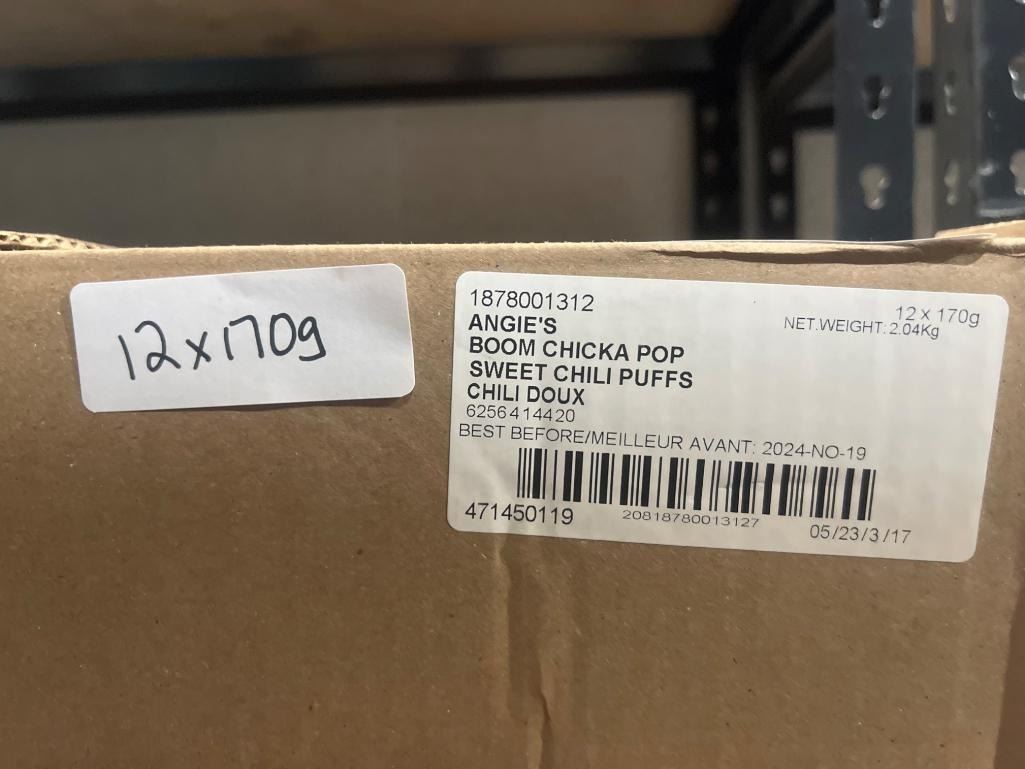 12x170g
1878001312
12 x 170g
ANGIE'S
NET.WEIGHT: 2.04Kg
BOOM CHICKA POP
SWEET CHILI PUFFS
CHILI DOUX
6256414420
BEST BEFORE/MEILLEUR AVANT: 2024-NO-19
471450119
20818780013127
05/23/3/17